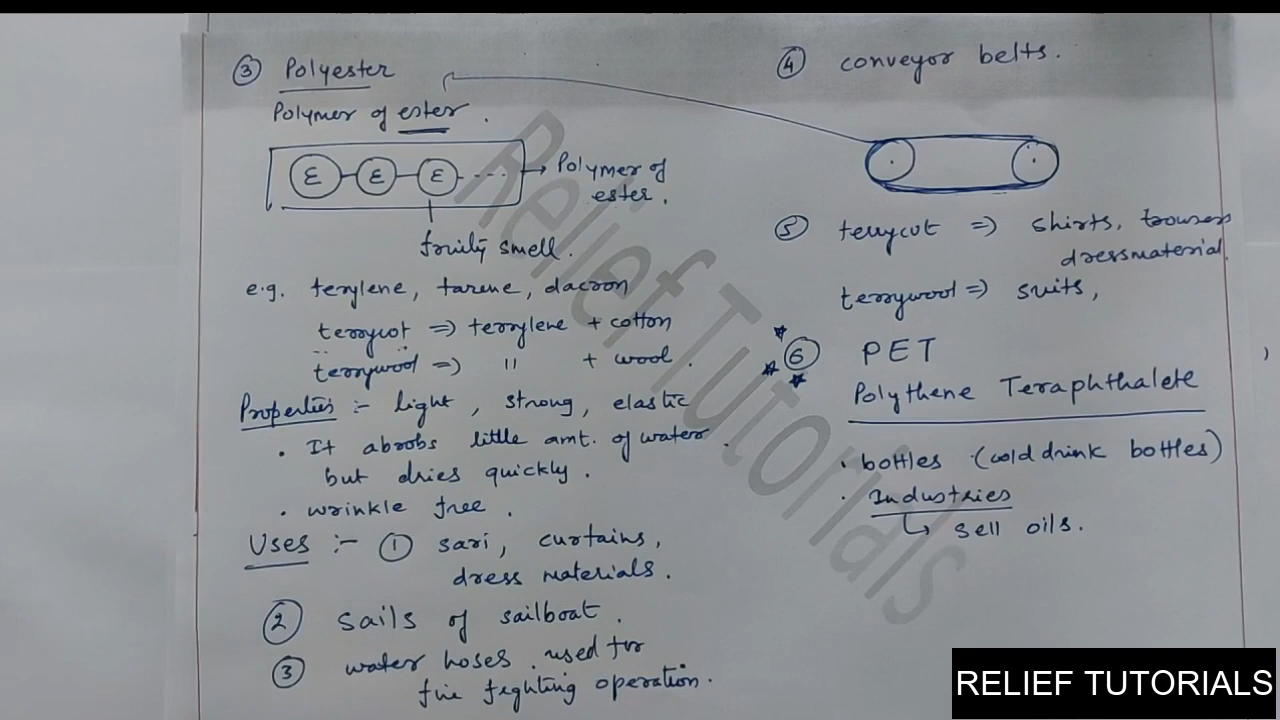 ③ Polyester
Polymer of ester.
Ɛ Ɛ Ɛ ---→ Polymer of
ester.
fruity smell.
e.g. terylene, tarene, dacron
terrycot => terrylene + cotton
terrywool => " + wool.
Properties :- Light, strong, elastic
· It abrobs little amt. of water.
but dries quickly.
· wrinkle free.
Uses :- ① sari, curtains,
dress materials.
② Sails of sailboat.
③ water hoses used for
fire fighting operation.
④ conveyor belts.
⑤ terrycot => shirts, trousers
dressmaterial.
terrywool => suits,
⑥ PET
Polythene Teraphthalete
· bottles (cold drink bottles)
· Industries
↳ sell oils.
Relief Tutorials
RELIEF TUTORIALS